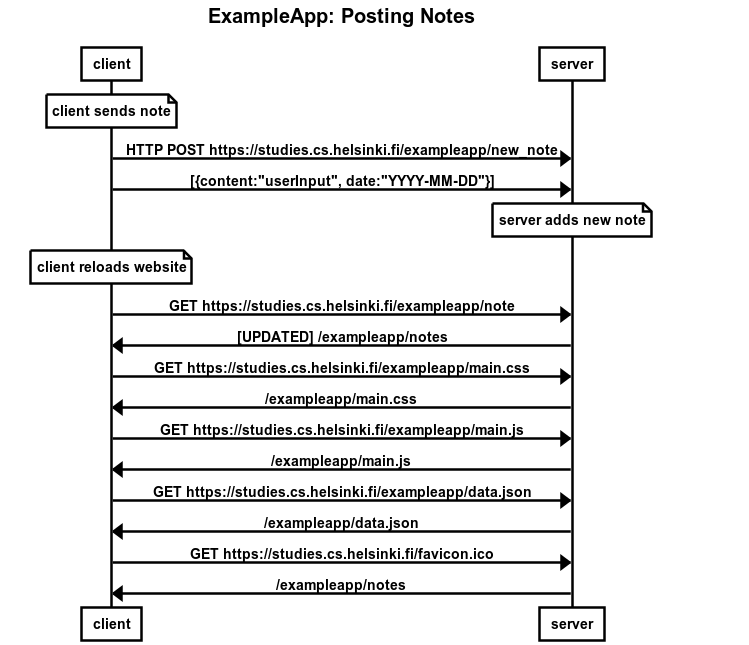 ExampleApp: Posting Notes
client
server
client sends note
HTTP POST https://studies.cs.helsinki.fi/exampleapp/new_note
[{content:"userInput", date:"YYYY-MM-DD"}]
server adds new note
client reloads website
GET https://studies.cs.helsinki.fi/exampleapp/note
[UPDATED] /exampleapp/notes
GET https://studies.cs.helsinki.fi/exampleapp/main.css
/exampleapp/main.css
GET https://studies.cs.helsinki.fi/exampleapp/main.js
/exampleapp/main.js
GET https://studies.cs.helsinki.fi/exampleapp/data.json
/exampleapp/data.json
GET https://studies.cs.helsinki.fi/favicon.ico
/exampleapp/notes
client
server